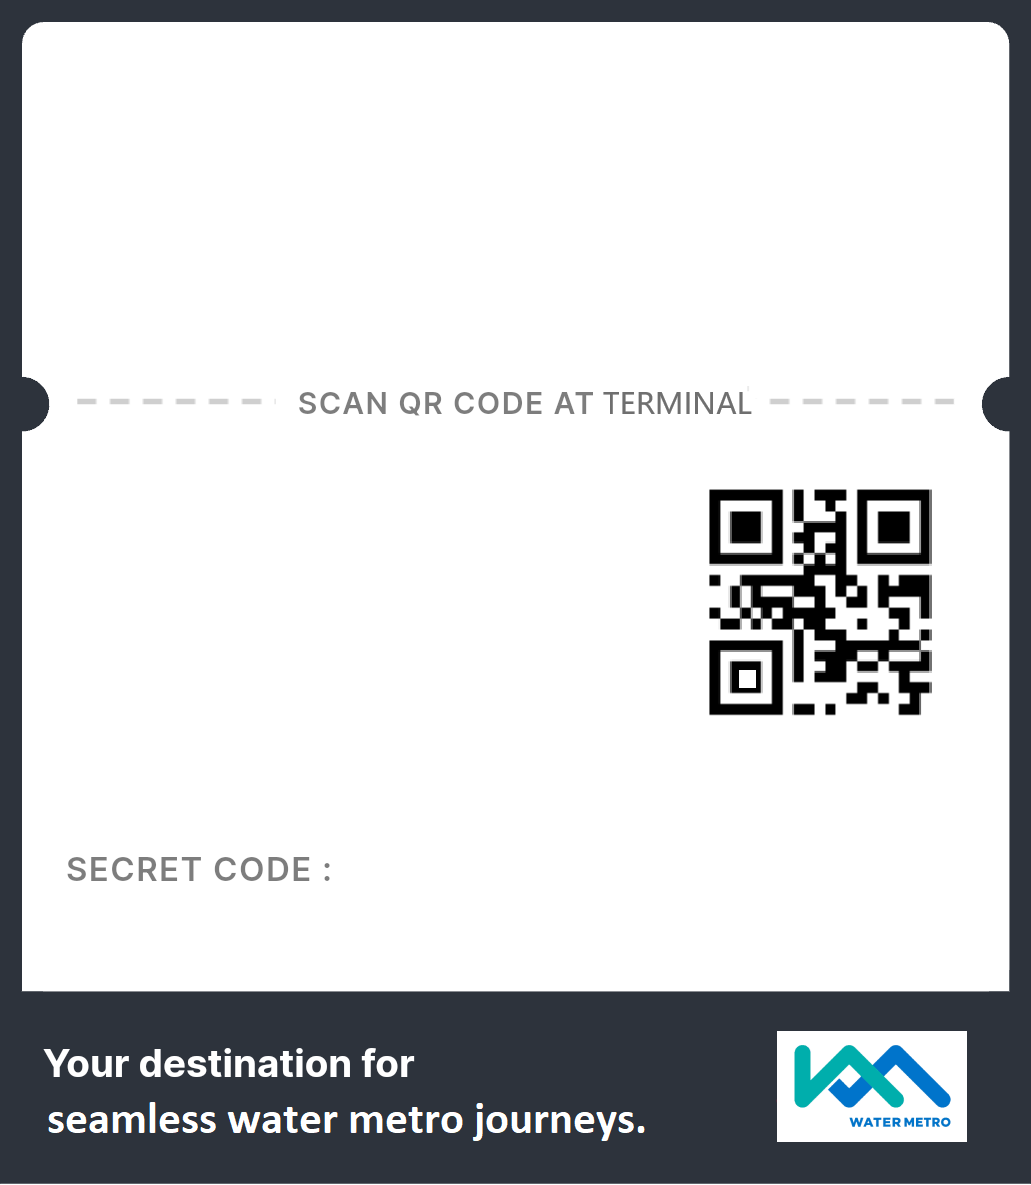 SCAN QR CODE AT TERMINAL
SECRET CODE :
Your destination for
seamless water metro journeys.
WATER METRO